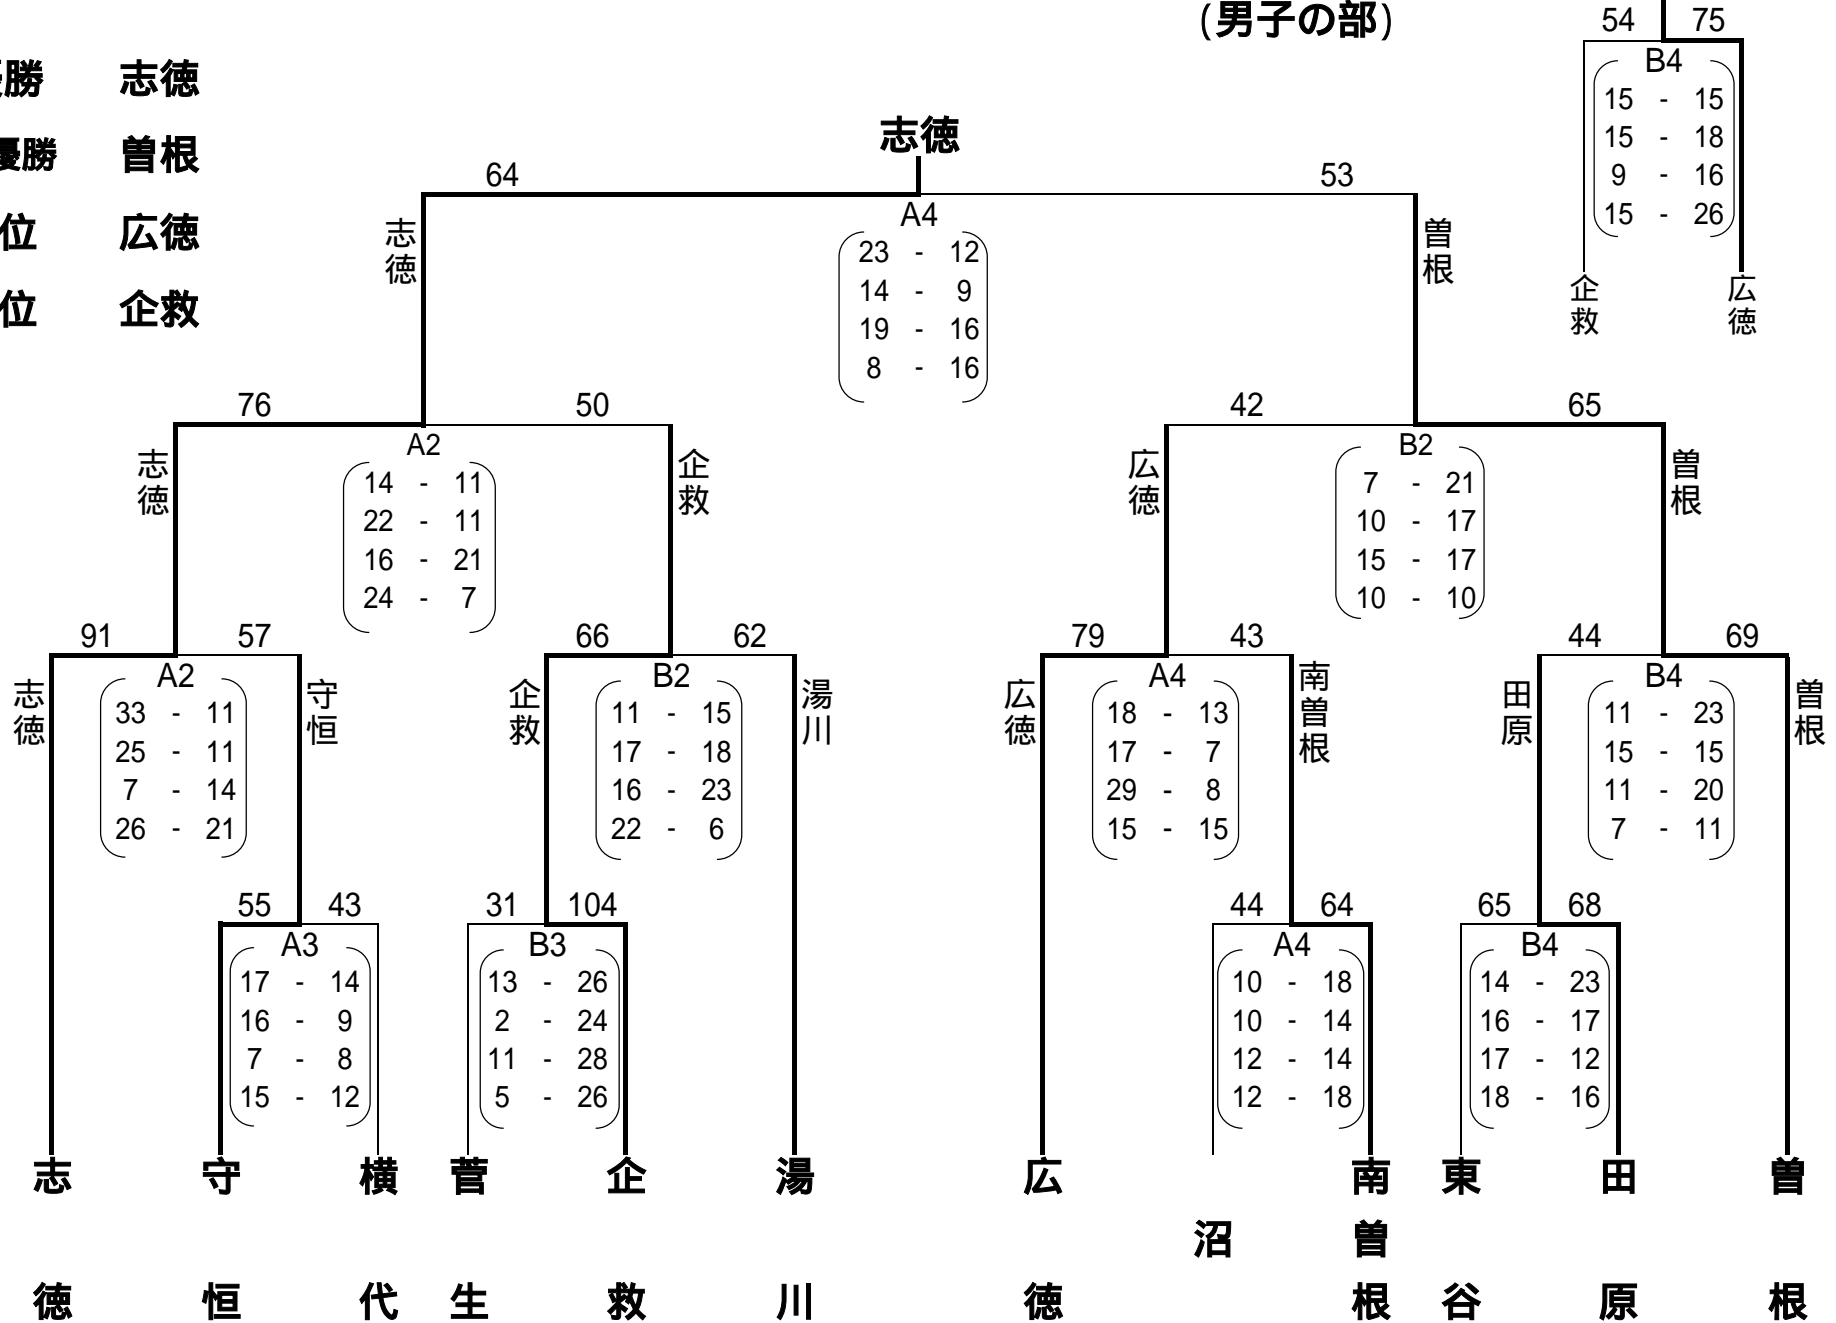 (男子の部)
54 75
B4
15 - 15
15 - 18
9 - 16
15 - 26
企救
広徳
勝 志徳
優勝 曽根
位 広徳
位 企救
志徳
64 53
A4
23 - 12
14 - 9
19 - 16
8 - 16
志徳
曽根
76 50
A2
14 - 11
22 - 11
16 - 21
24 - 7
志徳
企救
42 65
B2
7 - 21
10 - 17
15 - 17
10 - 10
広徳
曽根
91 57
A2
33 - 11
25 - 11
7 - 14
26 - 21
志徳
守恒
66 62
B2
11 - 15
17 - 18
16 - 23
22 - 6
企救
湯川
79 43
A4
18 - 13
17 - 7
29 - 8
15 - 15
広徳
南曽根
44 69
B4
11 - 23
15 - 15
11 - 20
7 - 11
田原
曽根
55 43
A3
17 - 14
16 - 9
7 - 8
15 - 12
31 104
B3
13 - 26
2 - 24
11 - 28
5 - 26
44 64
A4
10 - 18
10 - 14
12 - 14
12 - 18
65 68
B4
14 - 23
16 - 17
17 - 12
18 - 16
志徳
守恒
横代
菅生
企救
湯川
広徳
沼
南曽根
東谷
田原
曽根